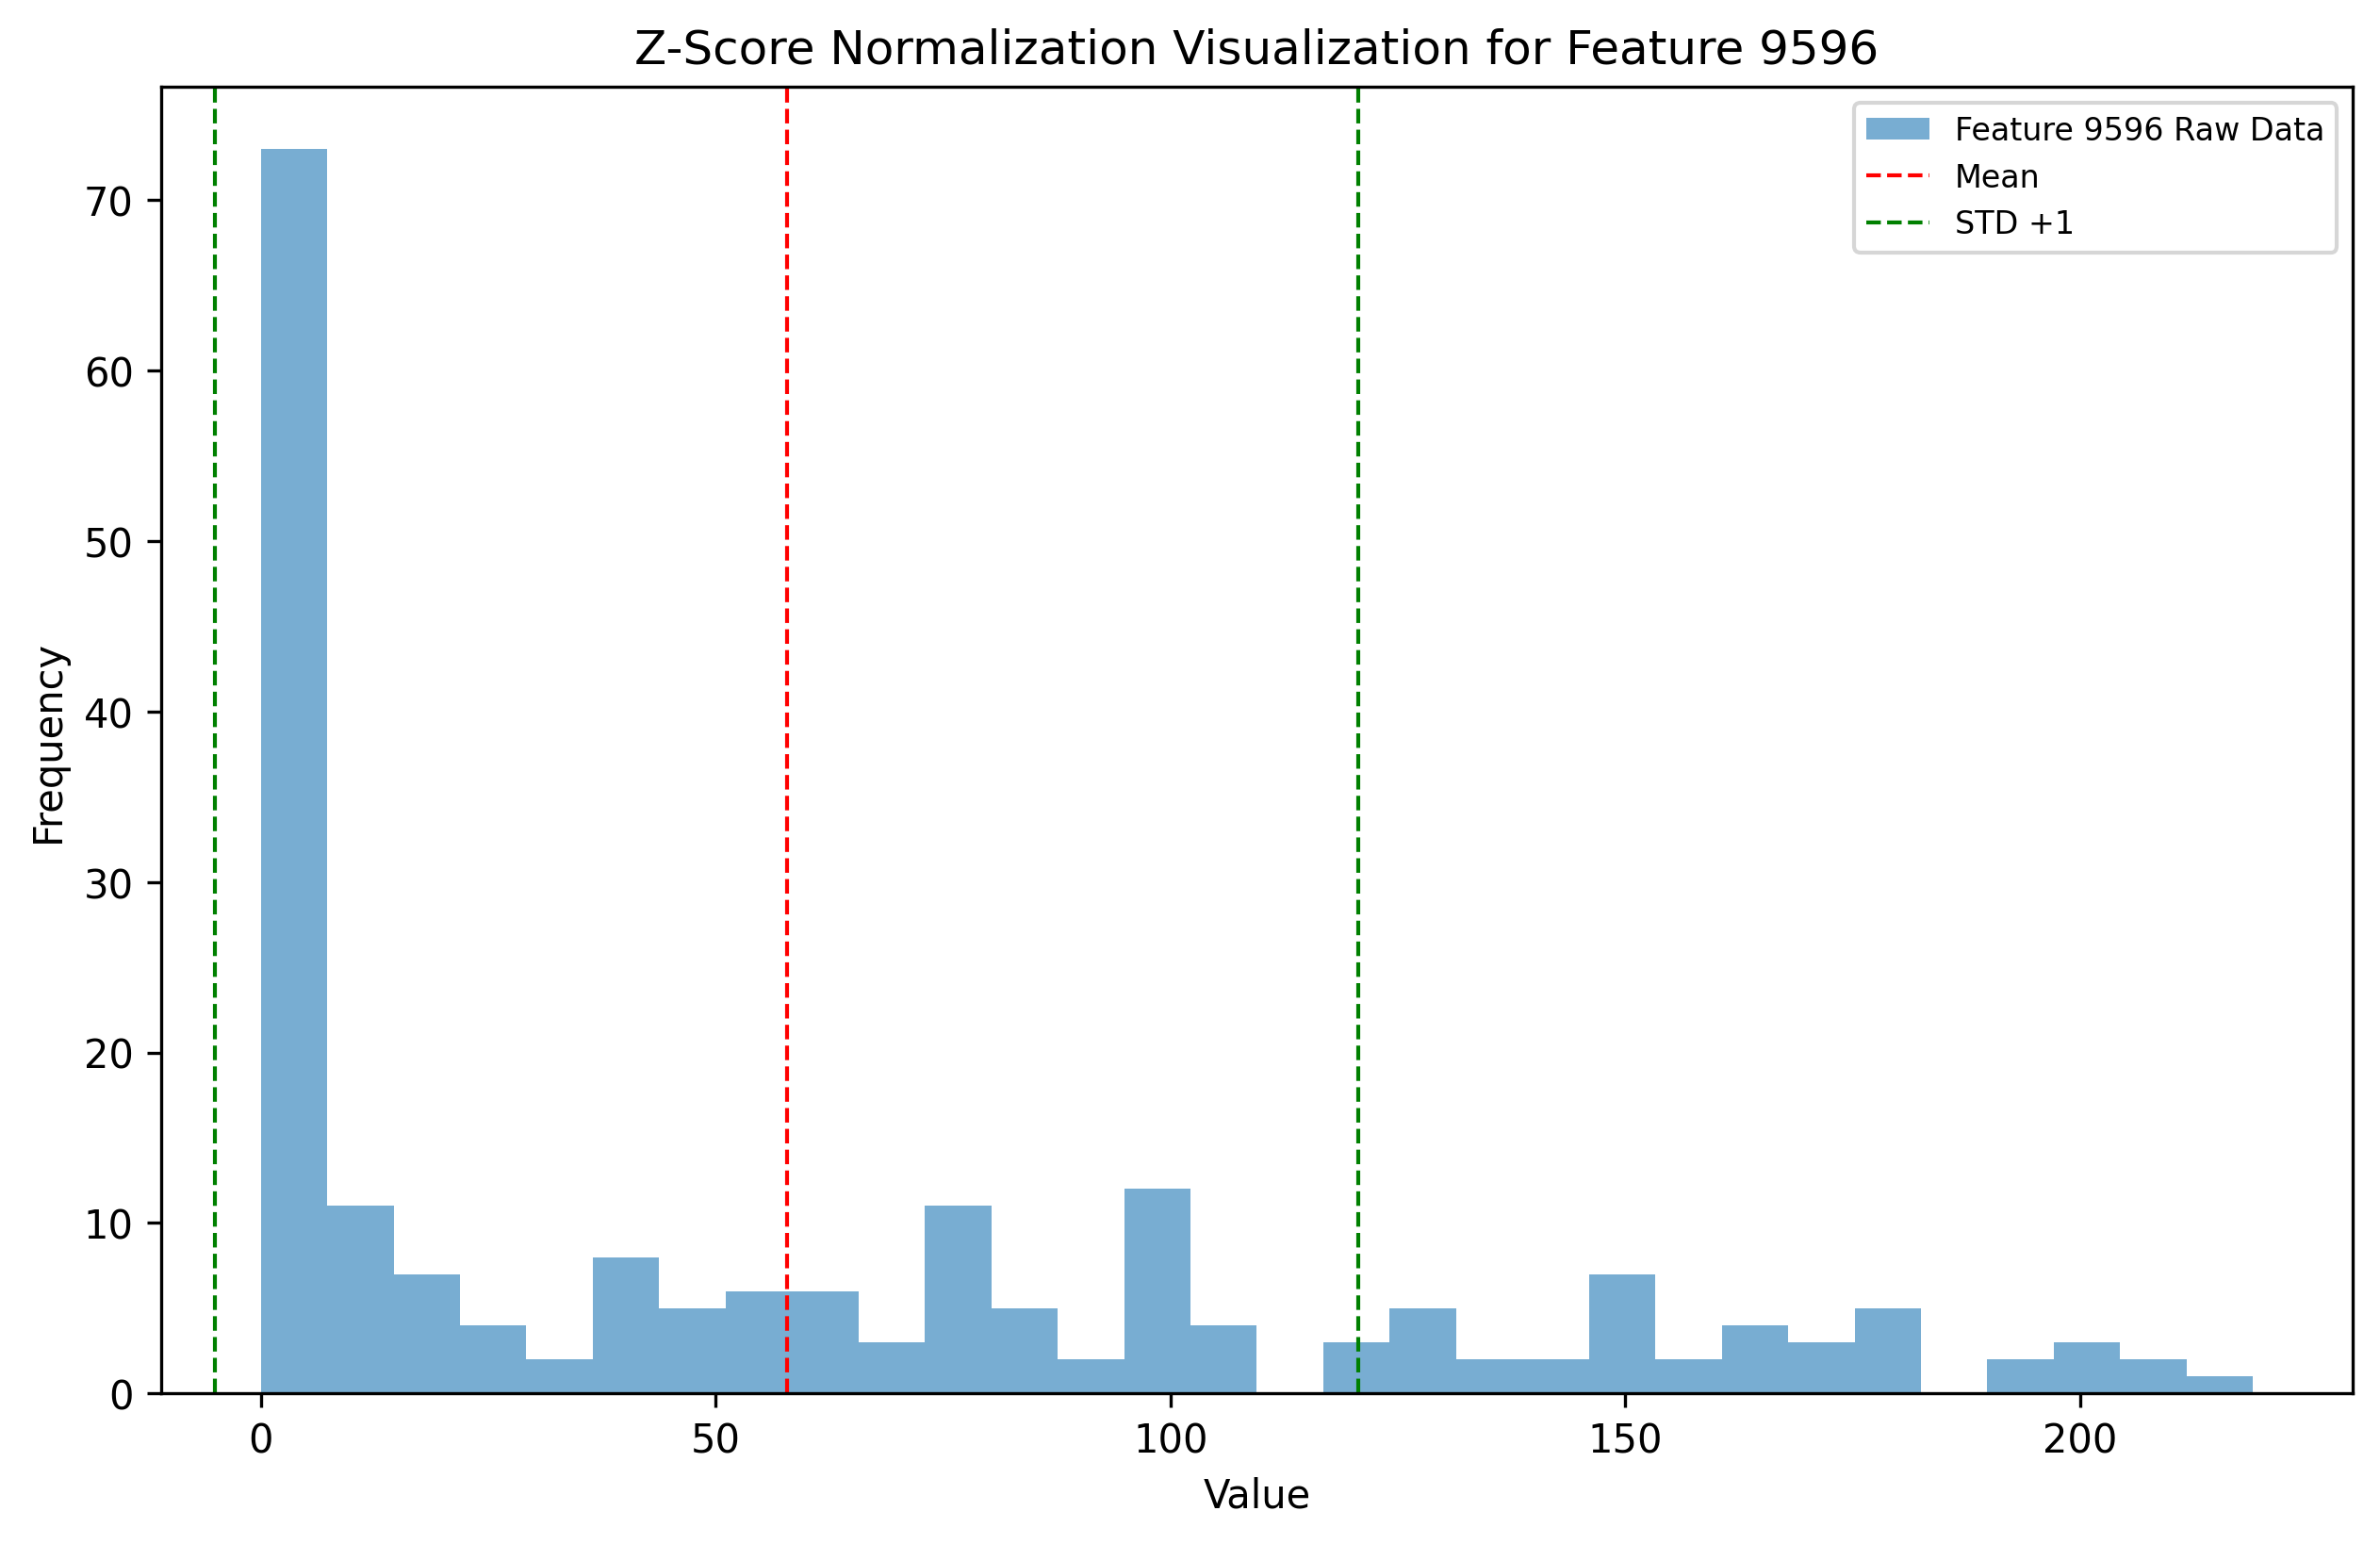 Z-Score Normalization Visualization for Feature 9596
Feature 9596 Raw Data
Mean
STD +1
70
60
50
40
30
20
10
0
Frequency
0 50 100 150 200
Value